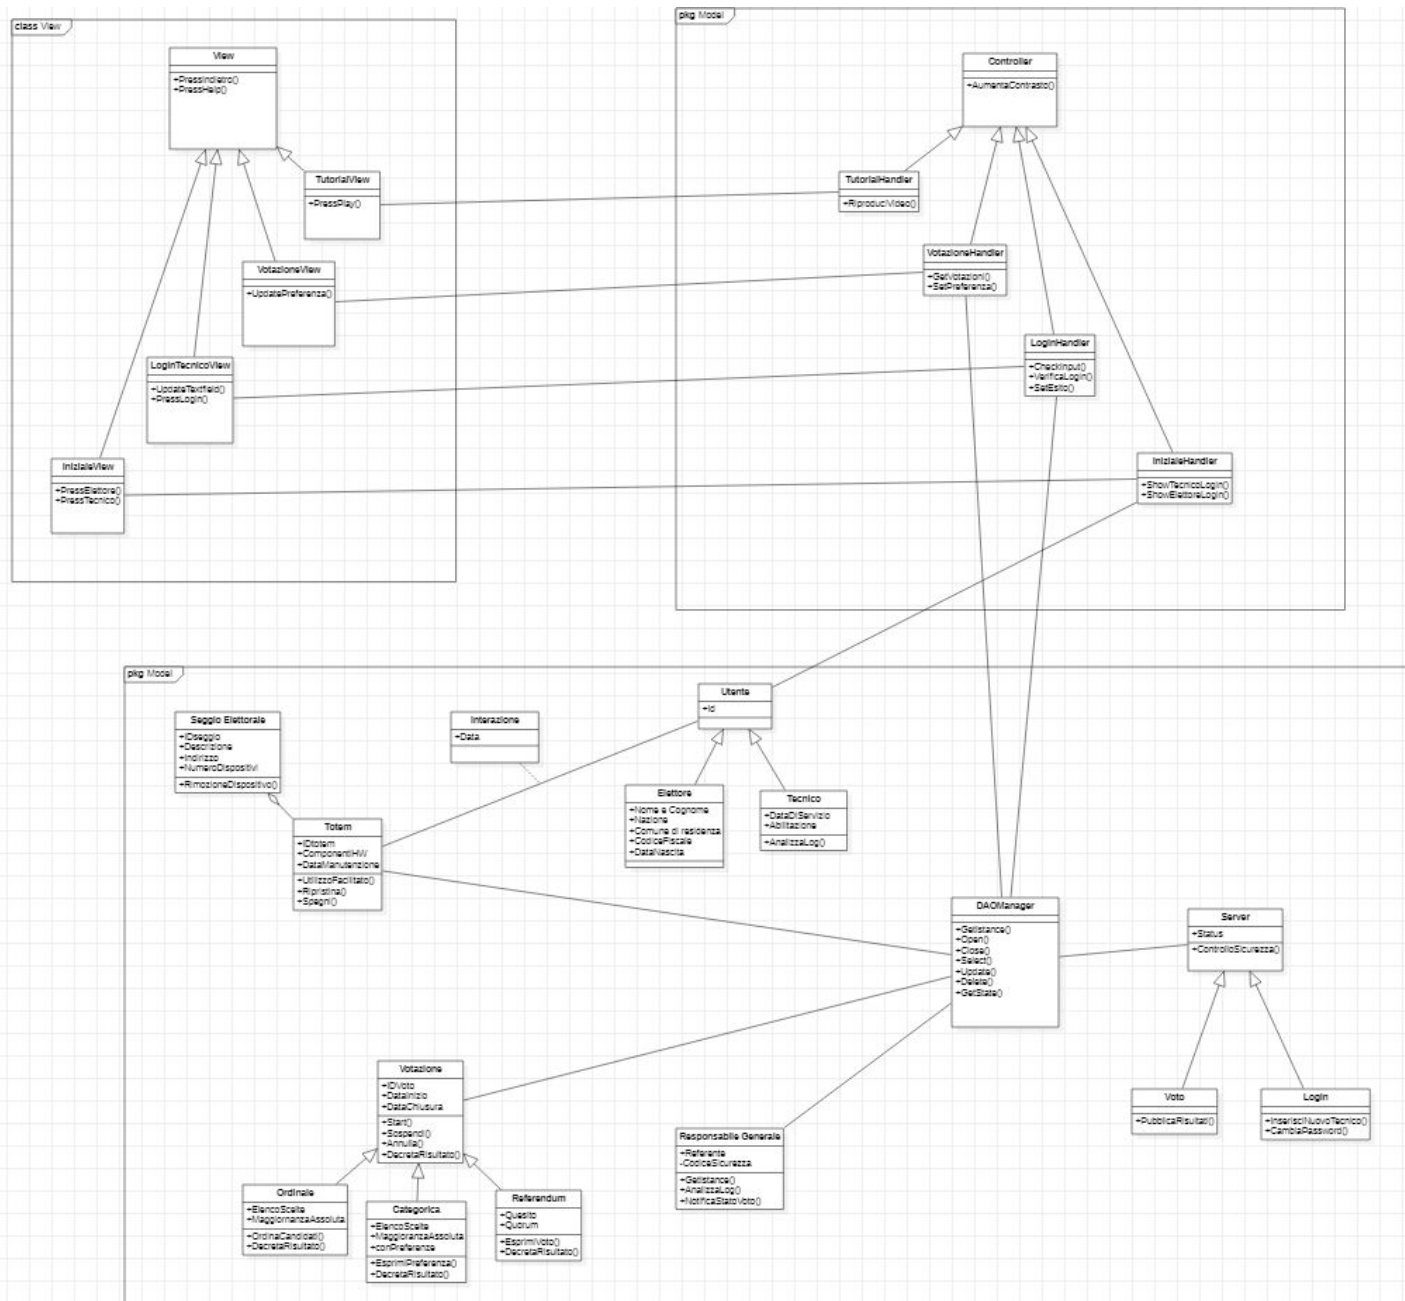 class View
View
+PressIndietro()
+PressHelp()
TutorialView
+PressPlay()
VotazioneView
+UpdatePreferenza()
LoginTecnicoView
+UpdateTextfield()
+PressLogin()
InizialeView
+PressElettore()
+PressTecnico()
pkg Model
Controller
+AumentaContrasto()
TutorialHandler
+RiproduciVideo()
VotazioneHandler
+GetVotazioni()
+SetPreferenza()
LoginHandler
+CheckInput()
+VerificaLogin()
+SetEsito()
InizialeHandler
+ShowTecnicoLogin()
+ShowElettoreLogin()
pkg Model
Seggio Elettorale
+IDseggio
+Descrizione
+Indirizzo
+NumeroDispositivi
+RimozioneDispositivo()
Interazione
+Data
Utente
+Id
Elettore
+Nome e Cognome
+Nazione
+Comune di residenza
+CodiceFiscale
+DataNascita
Tecnico
+DataDiServizio
+Abilitazione
+AnalizzaLog()
Totem
+IDtotem
+ComponentiHW
+DataManutenzione
+UtilizzoFacilitato()
+Ripristina()
+Spegni()
DAOManager
+GetIstance()
+Open()
+Close()
+Select()
+Update()
+Delete()
+GetState()
Server
+Status
+ControlloSicurezza()
Voto
+PubblicaRisultati()
Login
+InserisciNuovoTecnico()
+CambiaPassword()
Votazione
+IDVoto
+DataInizio
+DataChiusura
+Start()
+Sospendi()
+Annulla()
+DecretaRisultato()
Responsabile Generale
+Referente
-CodiceSicurezza
+GetIstance()
+AnalizzaLog()
+NotificaStatoVoto()
Ordinale
+ElencoScelte
+MaggiornanzaAssoluta
+OrdinaCandidati()
+DecretaRisultato()
Categorica
+ElencoScelte
+MaggioranzaAssoluta
+conPreferenze
+EsprimiPreferenza()
+DecretaRisultato()
Referendum
+Quesito
+Quorum
+EsprimiVoto()
+DecretaRisultato()